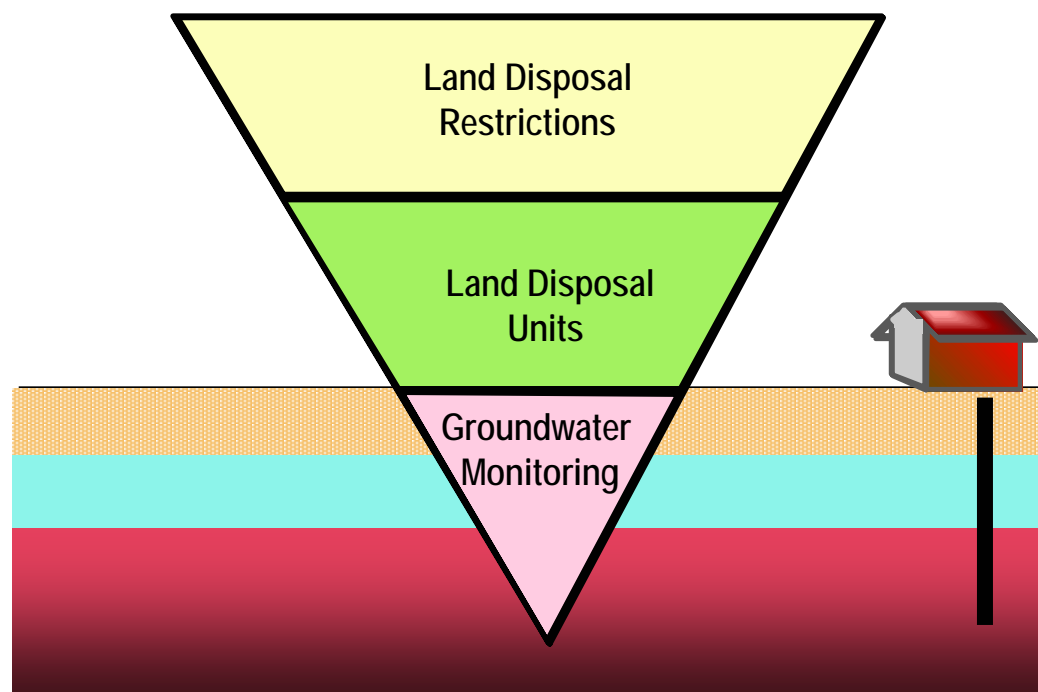 Land Disposal
Restrictions
Land Disposal
Units
Groundwater
Monitoring